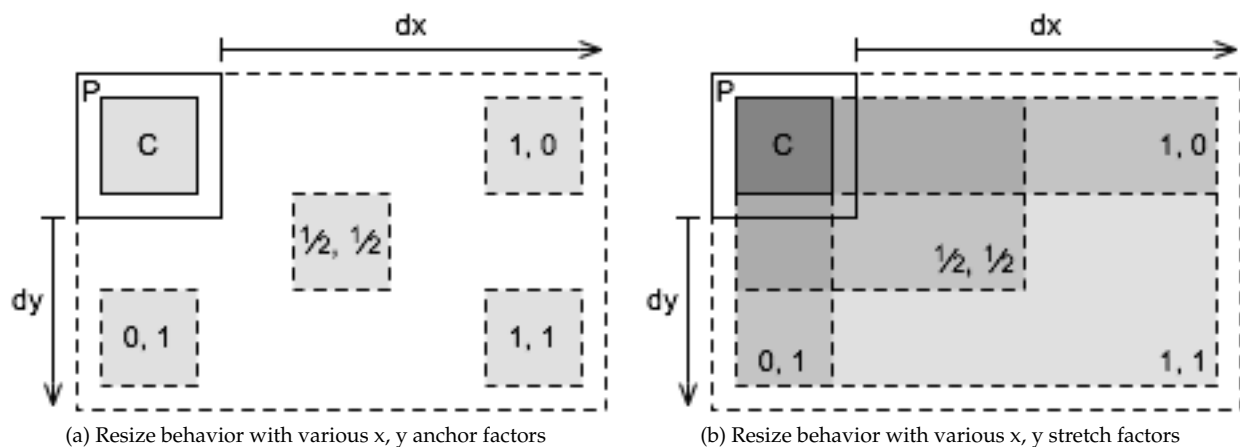 dx
P
C
1, 0
½, ½
dy
0, 1
1, 1
(a) Resize behavior with various x, y anchor factors
dx
P
C
1, 0
½, ½
dy
0, 1
1, 1
(b) Resize behavior with various x, y stretch factors